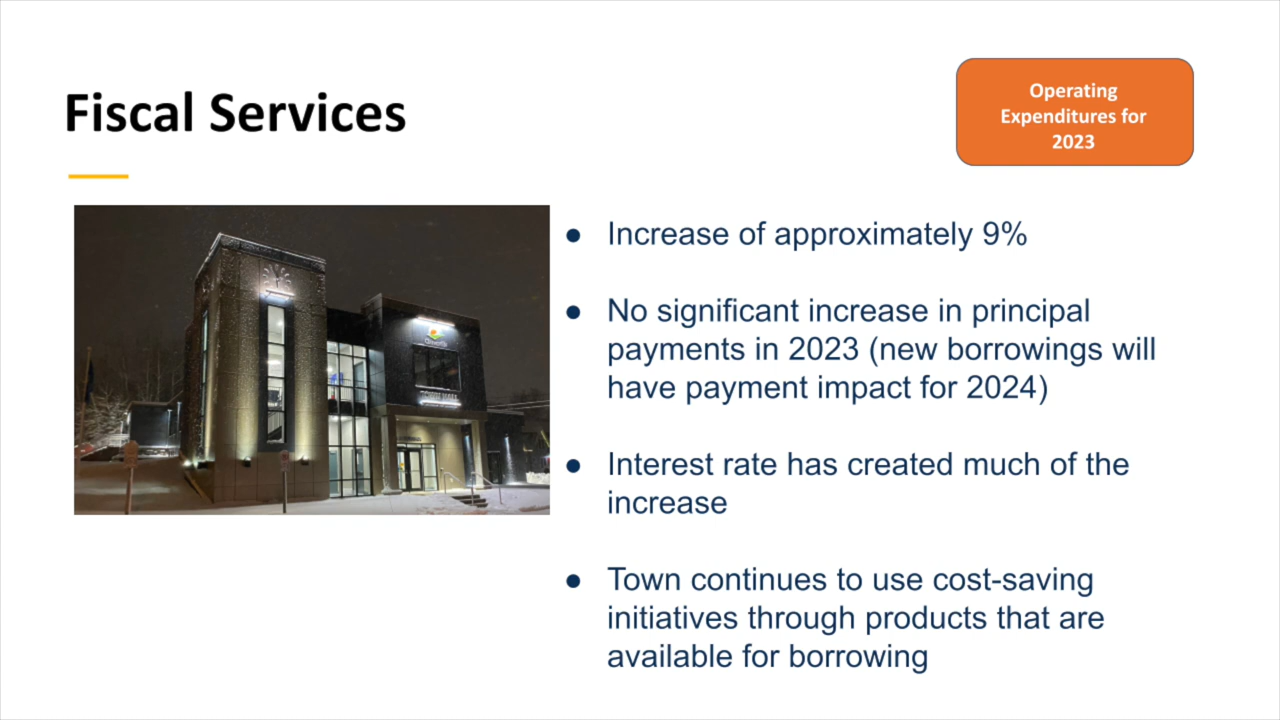 Fiscal Services
Operating
Expenditures for
2023
● Increase of approximately 9%
● No significant increase in principal
payments in 2023 (new borrowings will
have payment impact for 2024)
● Interest rate has created much of the
increase
● Town continues to use cost-saving
initiatives through products that are
available for borrowing